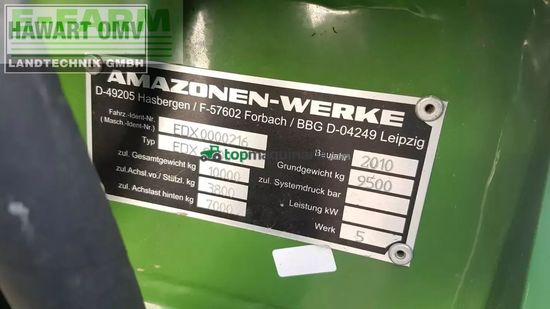 E-FARM
HAWART OMV
LANDTECHNIK GMBH
AMAZONEN-WERKE
D-49205 Hasbergen / F-57602 Forbach / BBG D-04249 Leipzig
Fahrz.-Ident-Nr.
(Masch.-Ident-Nr.) EDX0000216
Typ EDX
zul. Gesamtgewicht kg 10000
zul.Achsl.vo./Stützl. kg 3800
zul. Achslast hinten kg 7000
topmaquinaria
Baujahr 2010
Grundgewicht kg 9500
zul. Systemdruck bar
Leistung kW
Werk 5